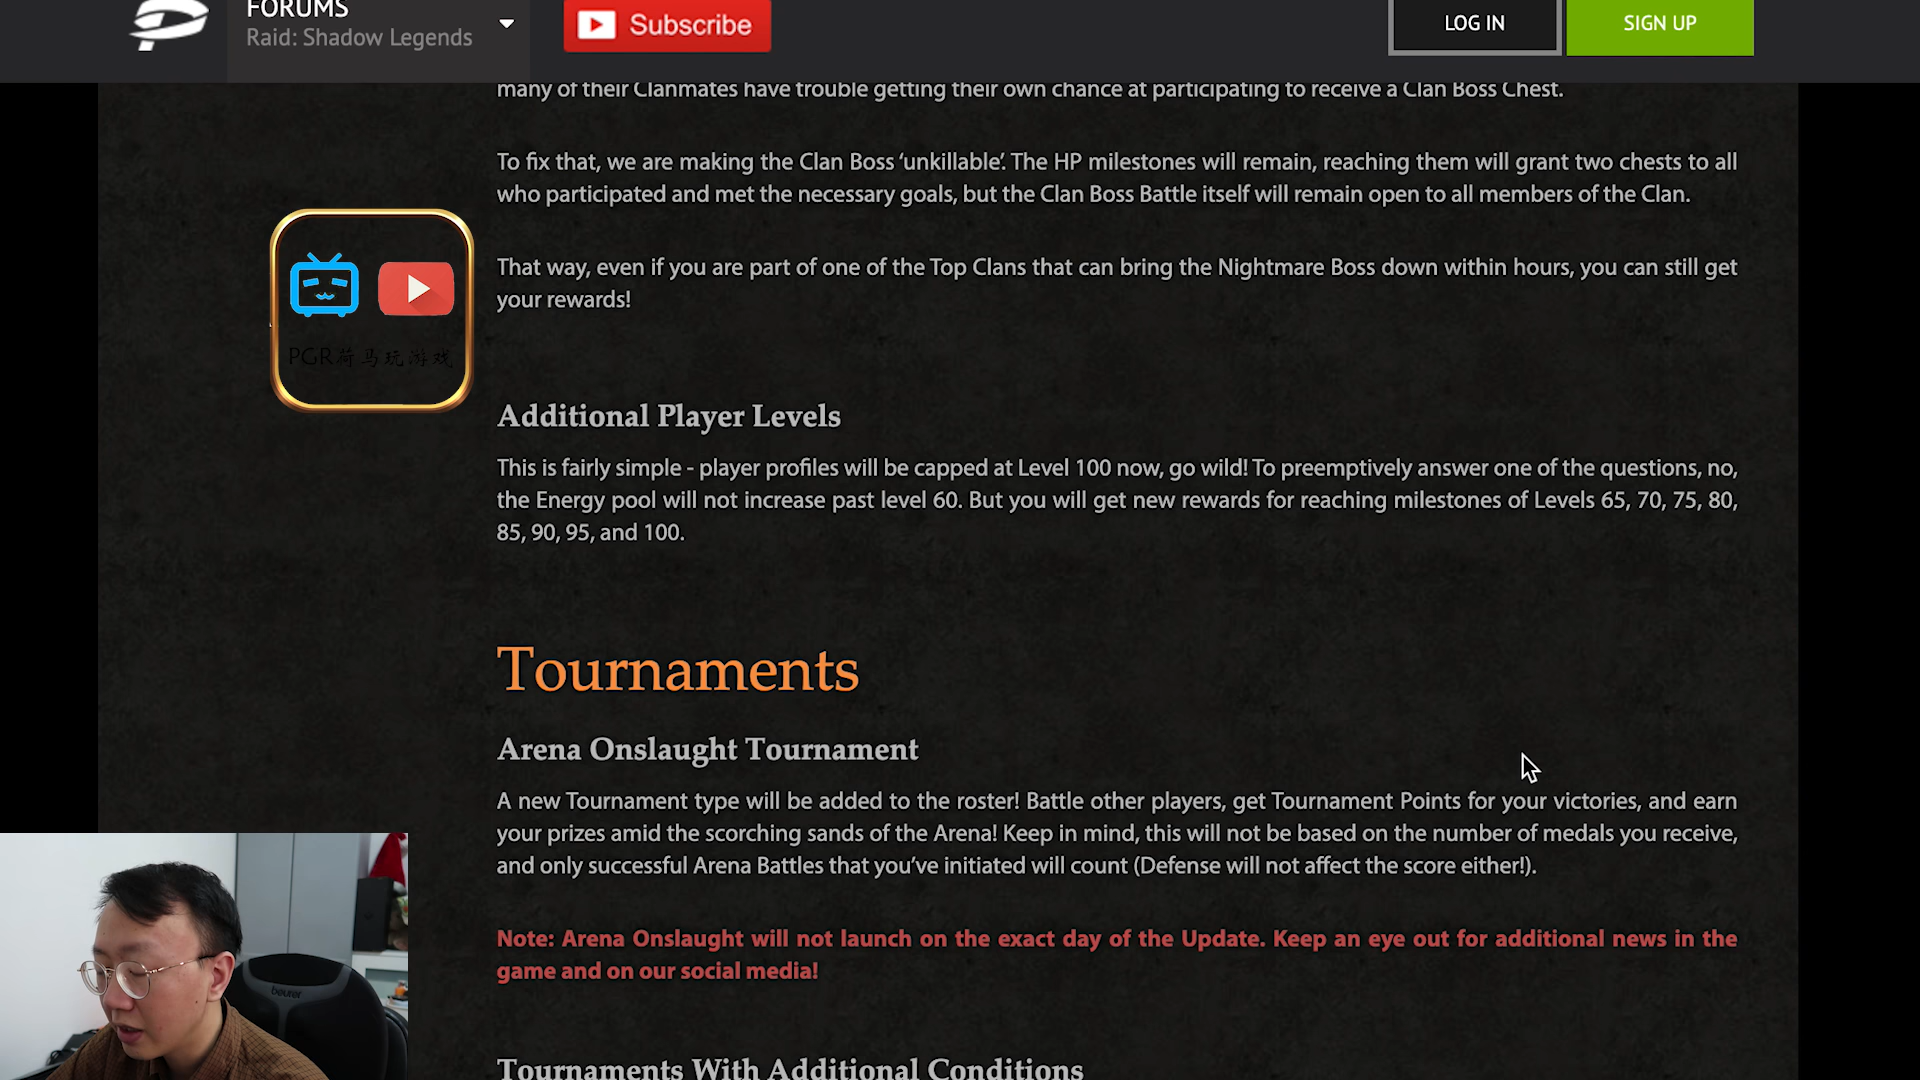 FORUMS
Raid: Shadow Legends
Subscribe
LOG IN
SIGN UP
many of their Clanmates have trouble getting their own chance at participating to receive a Clan Boss Chest.
To fix that, we are making the Clan Boss ‘unkillable’. The HP milestones will remain, reaching them will grant two chests to all
who participated and met the necessary goals, but the Clan Boss Battle itself will remain open to all members of the Clan.
That way, even if you are part of one of the Top Clans that can bring the Nightmare Boss down within hours, you can still get
your rewards!
PGR荷马玩游戏
Additional Player Levels
This is fairly simple - player profiles will be capped at Level 100 now, go wild! To preemptively answer one of the questions, no,
the Energy pool will not increase past level 60. But you will get new rewards for reaching milestones of Levels 65, 70, 75, 80,
85, 90, 95, and 100.
Tournaments
Arena Onslaught Tournament
A new Tournament type will be added to the roster! Battle other players, get Tournament Points for your victories, and earn
your prizes amid the scorching sands of the Arena! Keep in mind, this will not be based on the number of medals you receive,
and only successful Arena Battles that you’ve initiated will count (Defense will not affect the score either!).
Note: Arena Onslaught will not launch on the exact day of the Update. Keep an eye out for additional news in the
game and on our social media!
beurer
Tournaments With Additional Conditions